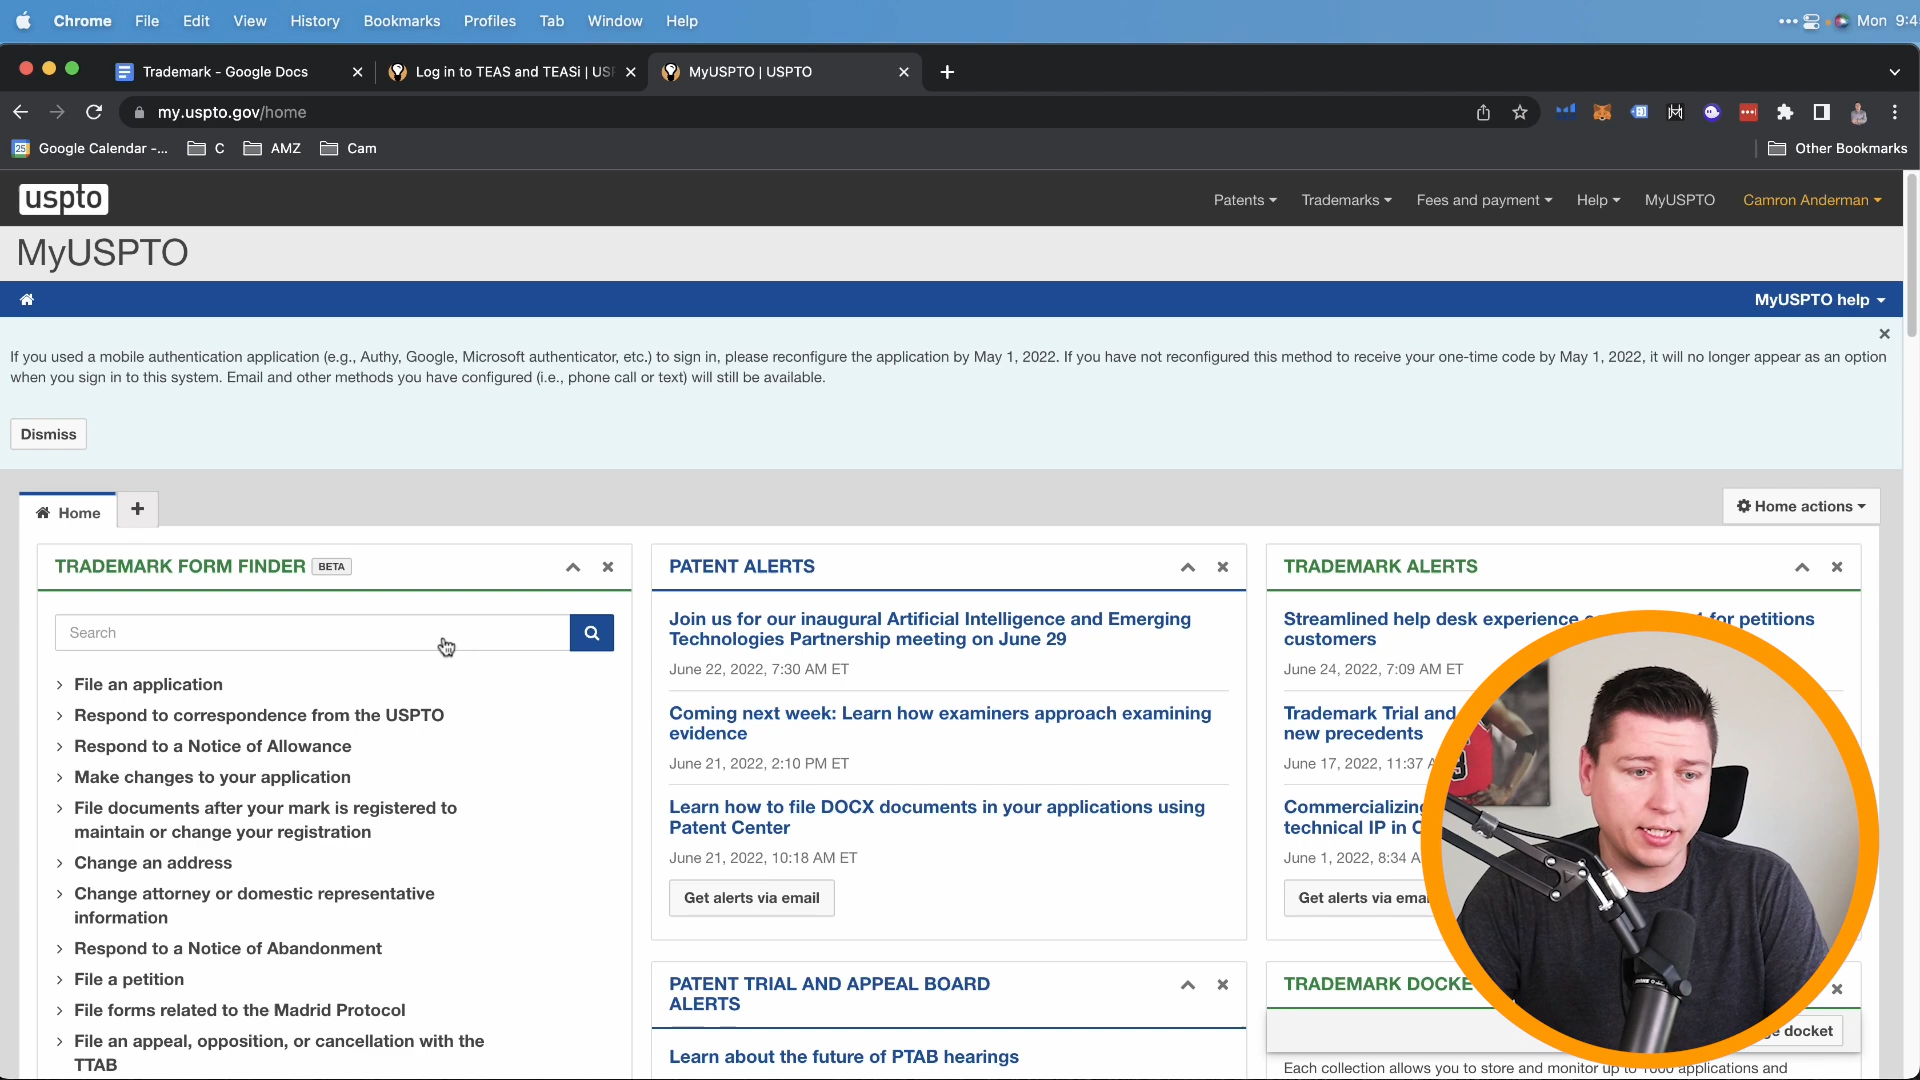 Chrome File Edit View History Bookmarks Profiles Tab Window Help Mon 9:4
Trademark - Google Docs Log in to TEAS and TEASi | US MyUSPTO | USPTO
my.uspto.gov/home
25 Google Calendar -... C AMZ Cam Other Bookmarks
uspto Patents Trademarks Fees and payment Help MyUSPTO Camron Anderman
MyUSPTO
MyUSPTO help
If you used a mobile authentication application (e.g., Authy, Google, Microsoft authenticator, etc.) to sign in, please reconfigure the application by May 1, 2022. If you have not reconfigured this method to receive your one-time code by May 1, 2022, it will no longer appear as an option
when you sign in to this system. Email and other methods you have configured (i.e., phone call or text) will still be available.
Dismiss
Home Home actions
TRADEMARK FORM FINDER BETA
Search
File an application
Respond to correspondence from the USPTO
Respond to a Notice of Allowance
Make changes to your application
File documents after your mark is registered to
maintain or change your registration
Change an address
Change attorney or domestic representative
information
Respond to a Notice of Abandonment
File a petition
File forms related to the Madrid Protocol
File an appeal, opposition, or cancellation with the
TTAB
PATENT ALERTS
Join us for our inaugural Artificial Intelligence and Emerging
Technologies Partnership meeting on June 29
June 22, 2022, 7:30 AM ET
Coming next week: Learn how examiners approach examining
evidence
June 21, 2022, 2:10 PM ET
Learn how to file DOCX documents in your applications using
Patent Center
June 21, 2022, 10:18 AM ET
Get alerts via email
PATENT TRIAL AND APPEAL BOARD
ALERTS
Learn about the future of PTAB hearings
TRADEMARK ALERTS
Streamlined help desk experience for petitions
customers
June 24, 2022, 7:09 AM ET
Trademark Trial and
new precedents
June 17, 2022, 11:37
Commercializing
technical IP in
June 1, 2022, 8:34
Get alerts via
TRADEMARK
docket
Each collection allows you to store and monitor up to 1000 applications and